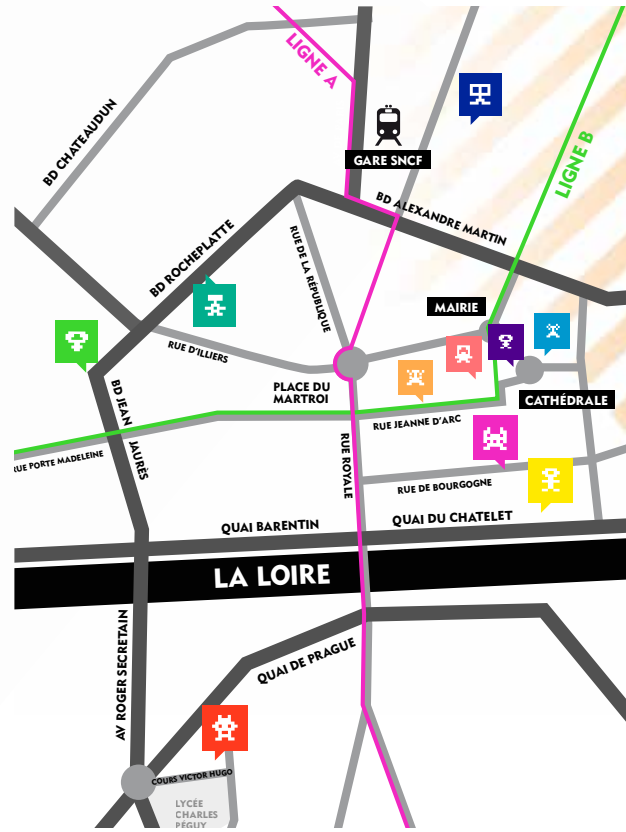 LIGNE A
BD CHATEAUDUN
GARE SNCF
LIGNE B
BD ALEXANDRE MARTIN
BD ROCHEPLATTE
RUE DE LA RÉPUBLIQUE
MAIRIE
RUE D'ILLIERS
PLACE DU
MARTROI
CATHÉDRALE
BD JEAN JAURÈS
RUE JEANNE D'ARC
RUE PORTE MADELEINE
RUE ROYALE
RUE DE BOURGOGNE
QUAI BARENTIN
QUAI DU CHATELET
LA LOIRE
AV ROGER SECRETAIN
QUAI DE PRAGUE
COURS VICTOR HUGO
LYCÉE
CHARLES
PÉGUY